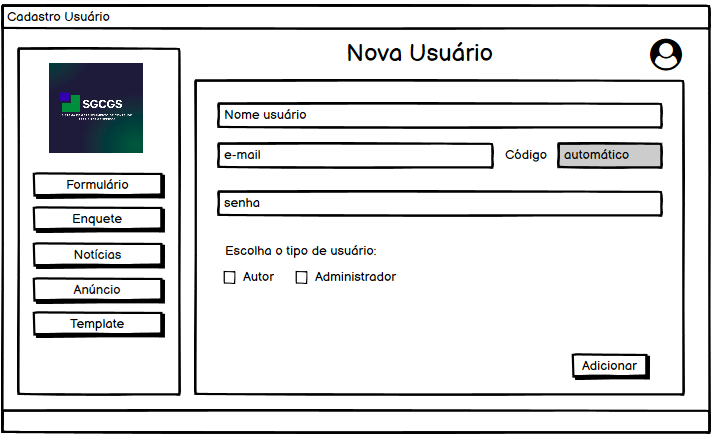 Cadastro Usuário
Nova Usuário
SGCGS
Formulário
Enquete
Notícias
Anúncio
Template
Nome usuário
e-mail
Código
automático
senha
Escolha o tipo de usuário:
Autor
Administrador
Adicionar